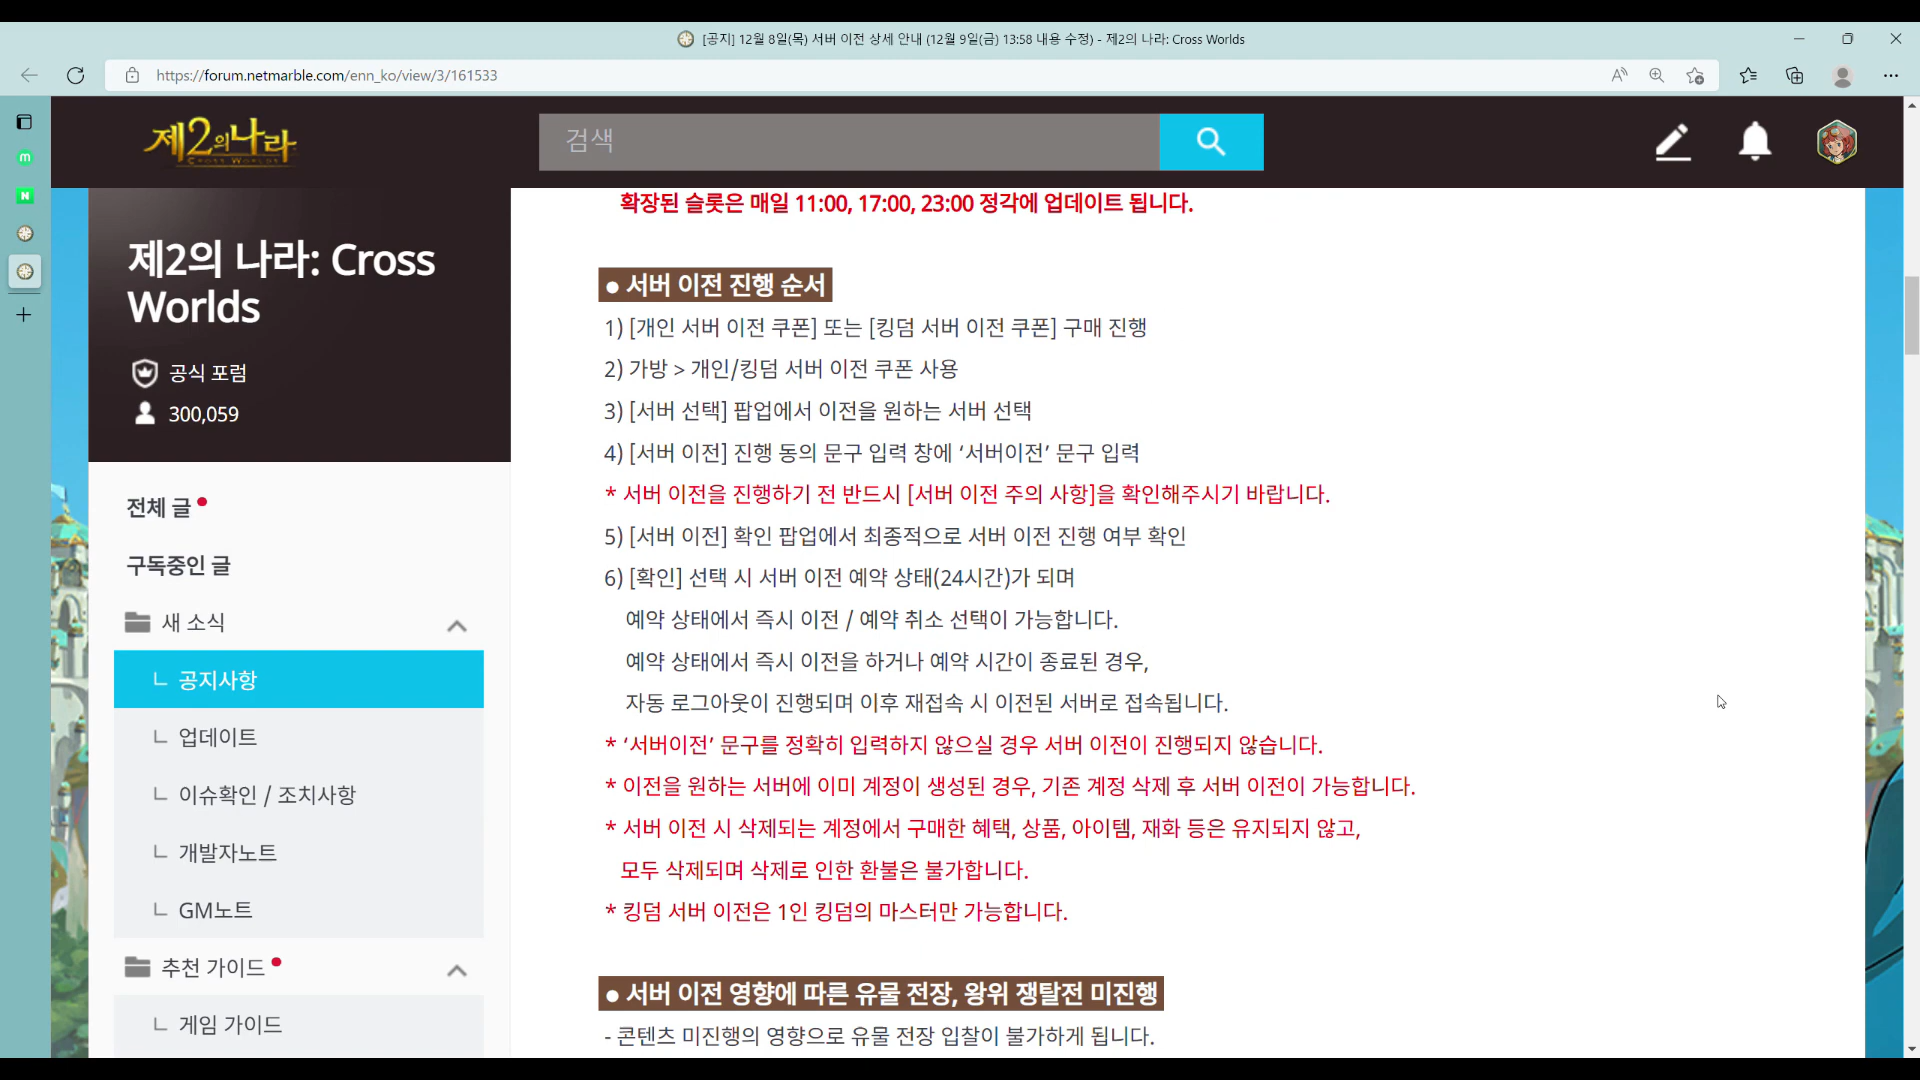 [공지] 12월 8일(목) 서버 이전 상세 안내 (12월 9일(금) 13:58 내용 수정) - 제2의 나라: Cross Worlds
https://forum.netmarble.com/enn_ko/view/3/161533
제2의나라
CROSS WORLDS
검색
제2의 나라: Cross
Worlds
공식 포럼
300,059
전체 글
구독중인 글
새 소식
ㄴ 공지사항
ㄴ 업데이트
ㄴ 이슈확인 / 조치사항
ㄴ 개발자노트
ㄴ GM노트
추천 가이드
ㄴ 게임 가이드
확장된 슬롯은 매일 11:00, 17:00, 23:00 정각에 업데이트 됩니다.
● 서버 이전 진행 순서
1) [개인 서버 이전 쿠폰] 또는 [킹덤 서버 이전 쿠폰] 구매 진행
2) 가방 > 개인/킹덤 서버 이전 쿠폰 사용
3) [서버 선택] 팝업에서 이전을 원하는 서버 선택
4) [서버 이전] 진행 동의 문구 입력 창에 ‘서버이전’ 문구 입력
* 서버 이전을 진행하기 전 반드시 [서버 이전 주의 사항]을 확인해주시기 바랍니다.
5) [서버 이전] 확인 팝업에서 최종적으로 서버 이전 진행 여부 확인
6) [확인] 선택 시 서버 이전 예약 상태(24시간)가 되며
예약 상태에서 즉시 이전 / 예약 취소 선택이 가능합니다.
예약 상태에서 즉시 이전을 하거나 예약 시간이 종료된 경우,
자동 로그아웃이 진행되며 이후 재접속 시 이전된 서버로 접속됩니다.
* ‘서버이전’ 문구를 정확히 입력하지 않으실 경우 서버 이전이 진행되지 않습니다.
* 이전을 원하는 서버에 이미 계정이 생성된 경우, 기존 계정 삭제 후 서버 이전이 가능합니다.
* 서버 이전 시 삭제되는 계정에서 구매한 혜택, 상품, 아이템, 재화 등은 유지되지 않고,
모두 삭제되며 삭제로 인한 환불은 불가합니다.
* 킹덤 서버 이전은 1인 킹덤의 마스터만 가능합니다.
● 서버 이전 영향에 따른 유물 전장, 왕위 쟁탈전 미진행
- 콘텐츠 미진행의 영향으로 유물 전장 입찰이 불가하게 됩니다.